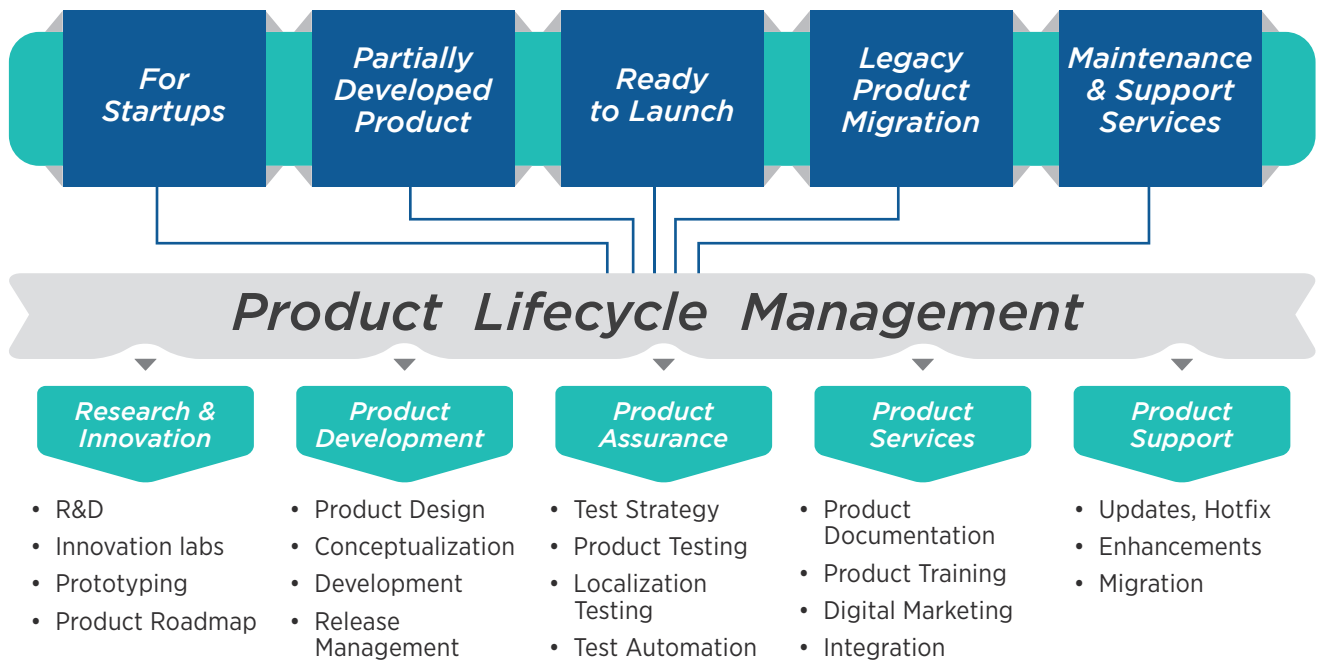 For
Startups
Partially
Developed
Product
Ready
to Launch
Legacy
Product
Migration
Maintenance
& Support
Services
Product Lifecycle Management
Research &
Innovation
• R&D
• Innovation labs
• Prototyping
• Product Roadmap
Product
Development
• Product Design
• Conceptualization
• Development
• Release
Management
Product
Assurance
• Test Strategy
• Product Testing
• Localization
Testing
• Test Automation
Product
Services
• Product
Documentation
• Product Training
• Digital Marketing
• Integration
Product
Support
• Updates, Hotfix
• Enhancements
• Migration